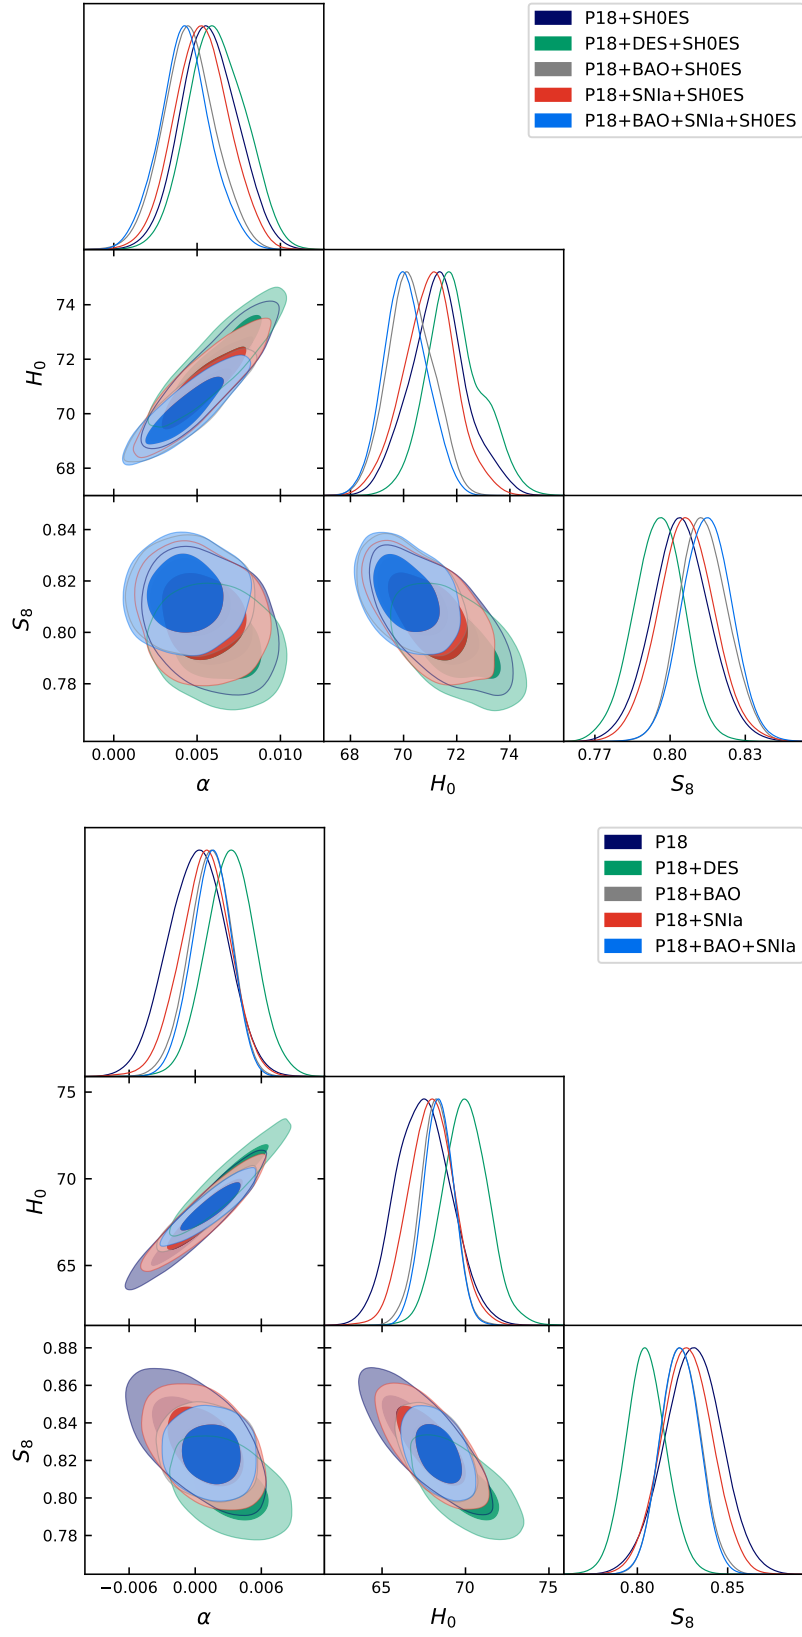 P18+SH0ES
P18+DES+SH0ES
P18+BAO+SH0ES
P18+SNIa+SH0ES
P18+BAO+SNIa+SH0ES
74
72
70
68
H₀
0.84
0.82
0.80
0.78
S₈
0.000 0.005 0.010
68 70 72 74
0.77 0.80 0.83
α H₀ S₈
P18
P18+DES
P18+BAO
P18+SNIa
P18+BAO+SNIa
75
70
65
H₀
0.88
0.86
0.84
0.82
0.80
0.78
S₈
−0.006 0.000 0.006
65 70 75
0.80 0.85
α H₀ S₈